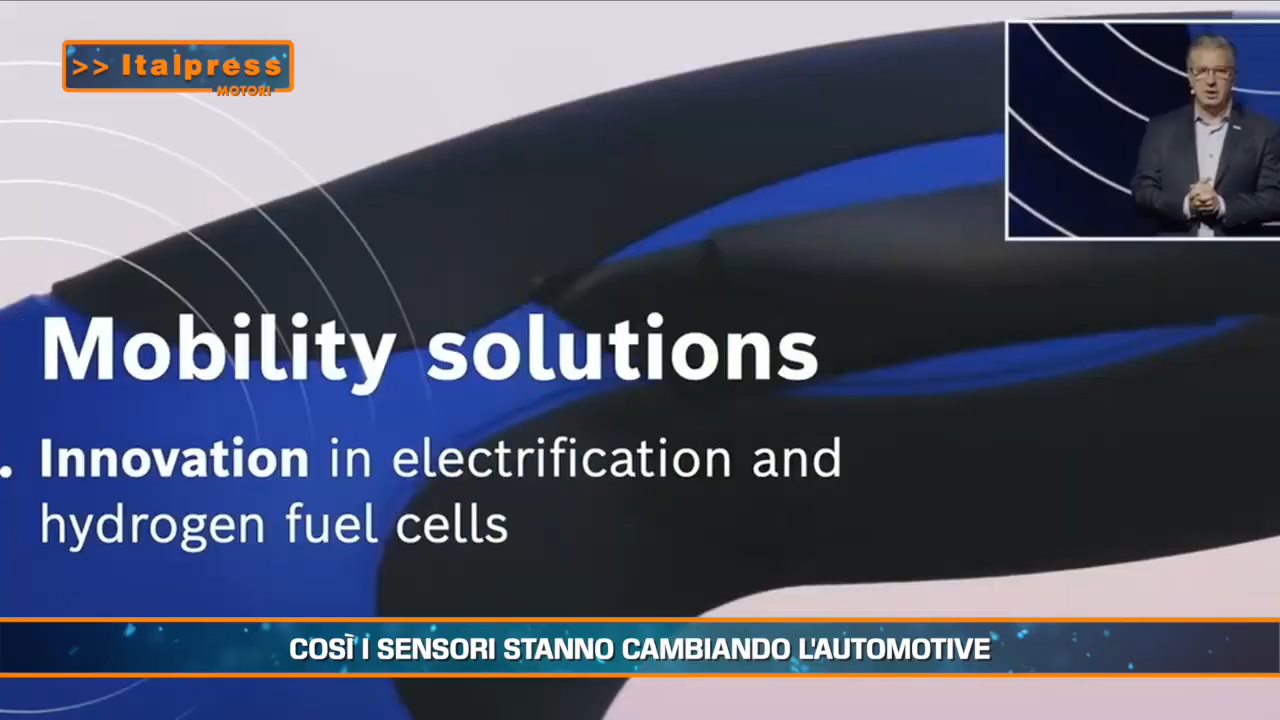 >> Italpress
MOTORI
Mobility solutions
. Innovation in electrification and
hydrogen fuel cells
COSÌ I SENSORI STANNO CAMBIANDO L'AUTOMOTIVE